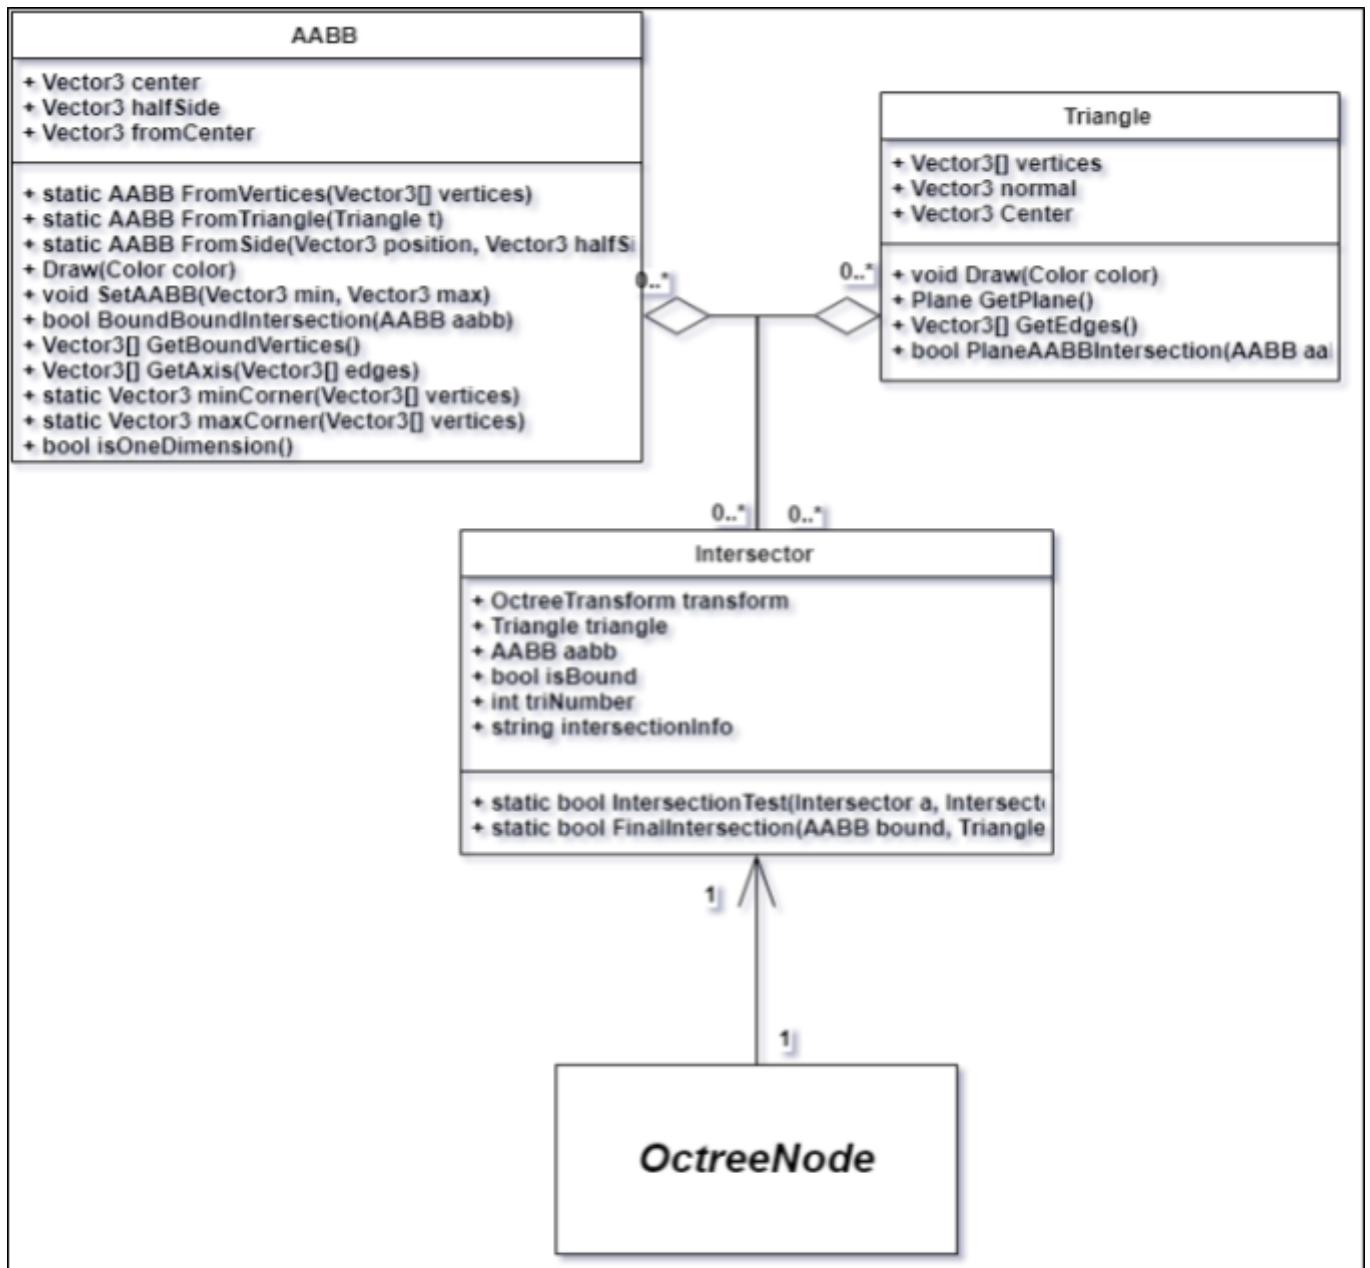 AABB
+ Vector3 center
+ Vector3 halfSide
+ Vector3 fromCenter
+ static AABB FromVertices(Vector3[] vertices)
+ static AABB FromTriangle(Triangle t)
+ static AABB FromSide(Vector3 position, Vector3 halfSi
+ Draw(Color color)
+ void SetAABB(Vector3 min, Vector3 max)
+ bool BoundBoundIntersection(AABB aabb)
+ Vector3[] GetBoundVertices()
+ Vector3[] GetAxis(Vector3[] edges)
+ static Vector3 minCorner(Vector3[] vertices)
+ static Vector3 maxCorner(Vector3[] vertices)
+ bool isOneDimension()
Triangle
+ Vector3[] vertices
+ Vector3 normal
+ Vector3 Center
+ void Draw(Color color)
+ Plane GetPlane()
+ Vector3[] GetEdges()
+ bool PlaneAABBIntersection(AABB aa
0..*
0..*
0..*
0..*
Intersector
+ OctreeTransform transform
+ Triangle triangle
+ AABB aabb
+ bool isBound
+ int triNumber
+ string intersectionInfo
+ static bool IntersectionTest(Intersector a, Intersect
+ static bool FinalIntersection(AABB bound, Triangle
1
1
OctreeNode